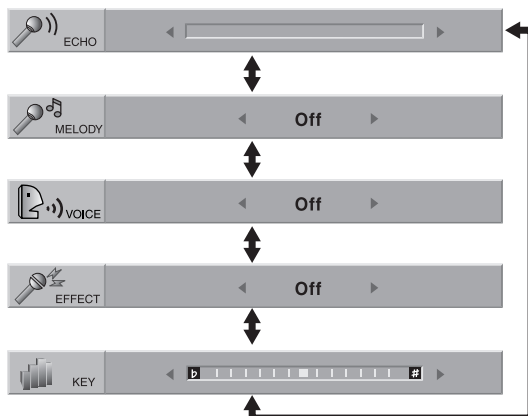 ECHO
MELODY Off
VOICE Off
EFFECT Off
KEY ♭ #